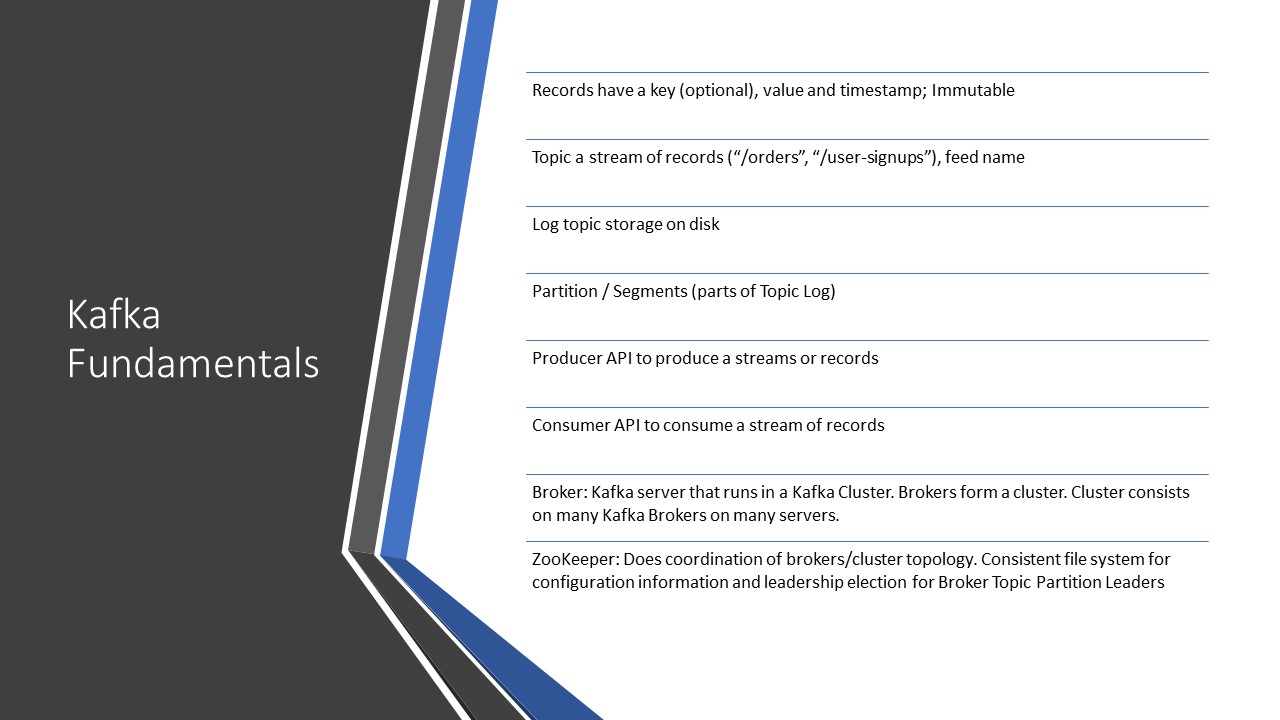 Kafka
Fundamentals
Records have a key (optional), value and timestamp; Immutable
Topic a stream of records (“/orders”, “/user-signups”), feed name
Log topic storage on disk
Partition / Segments (parts of Topic Log)
Producer API to produce a streams or records
Consumer API to consume a stream of records
Broker: Kafka server that runs in a Kafka Cluster. Brokers form a cluster. Cluster consists
on many Kafka Brokers on many servers.
ZooKeeper: Does coordination of brokers/cluster topology. Consistent file system for
configuration information and leadership election for Broker Topic Partition Leaders